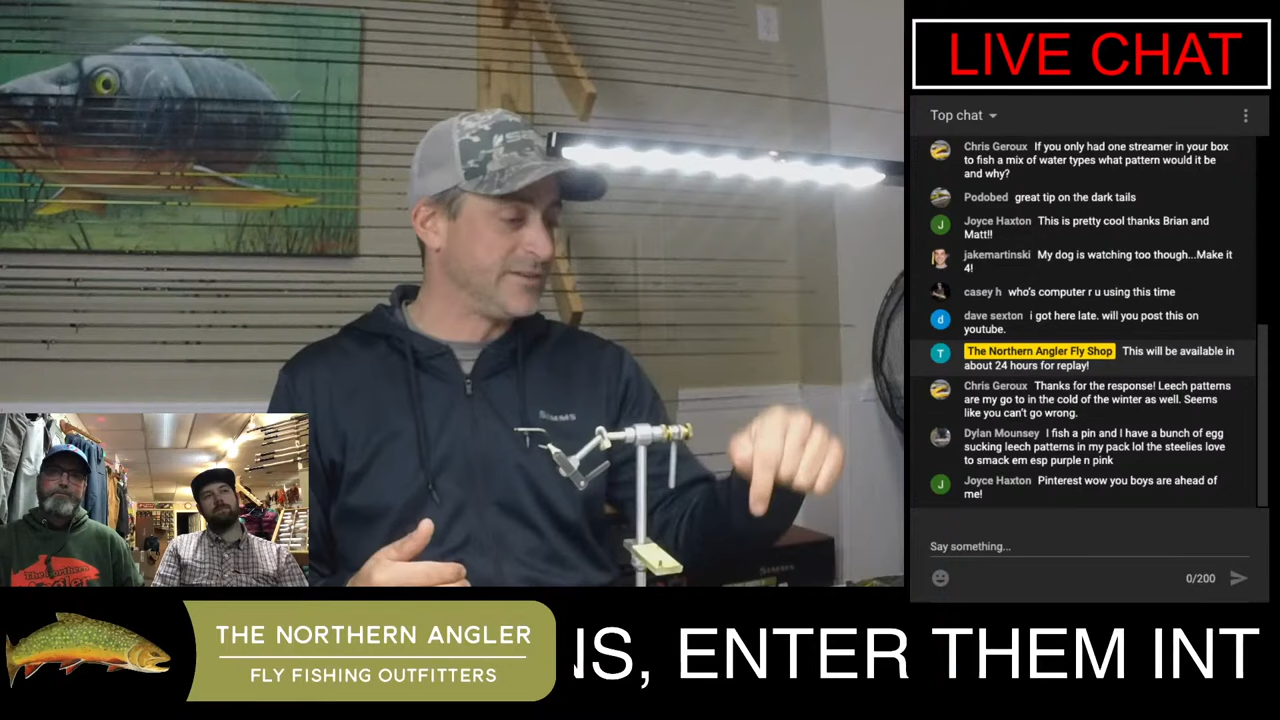 LIVE CHAT
Top chat
Chris Geroux If you only had one streamer in your box
to fish a mix of water types what pattern would it be
and why?
Podobed great tip on the dark tails
J
Joyce Haxton This is pretty cool thanks Brian and
Matt!!
jakemartinski My dog is watching too though...Make it
4!
casey h who's computer r u using this time
d
dave sexton i got here late. will you post this on
youtube.
T
The Northern Angler Fly Shop This will be available in
about 24 hours for replay!
Chris Geroux Thanks for the response! Leech patterns
are my go to in the cold of the winter as well. Seems
like you can't go wrong.
Dylan Mounsey I fish a pin and I have a bunch of egg
sucking leech patterns in my pack lol the steelies love
to smack em esp purple n pink
J
Joyce Haxton Pinterest wow you boys are ahead of
me!
Say something...
0/200
SIMMS
SIMMS
The Northern
Angler
THE NORTHERN ANGLER
FLY FISHING OUTFITTERS
NS, ENTER THEM INT